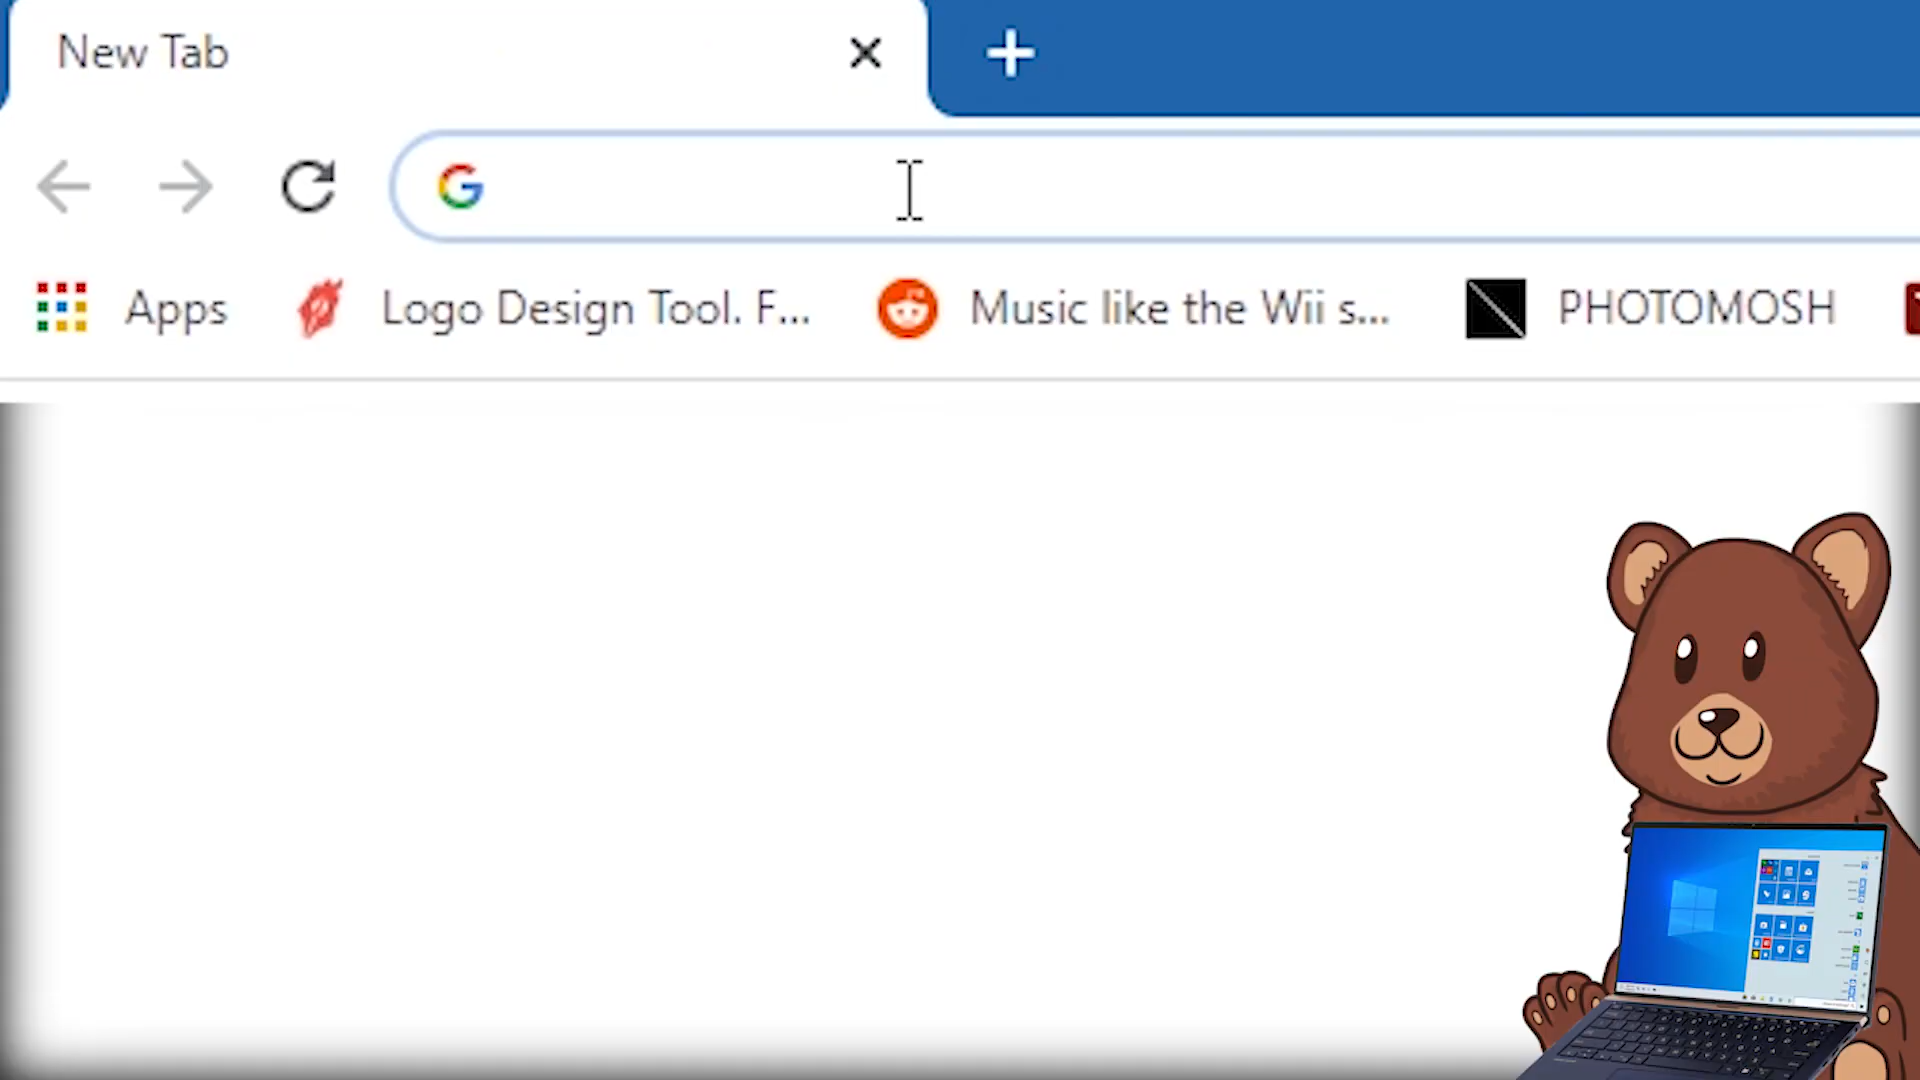 New Tab
Apps
Logo Design Tool. F...
Music like the Wii s...
PHOTOMOSH